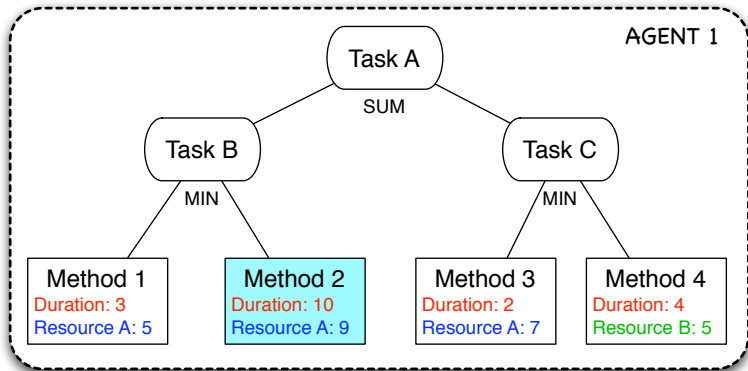 AGENT 1
Task A
SUM
Task B
Task C
MIN
MIN
Method 1
Duration: 3
Resource A: 5
Method 2
Duration: 10
Resource A: 9
Method 3
Duration: 2
Resource A: 7
Method 4
Duration: 4
Resource B: 5